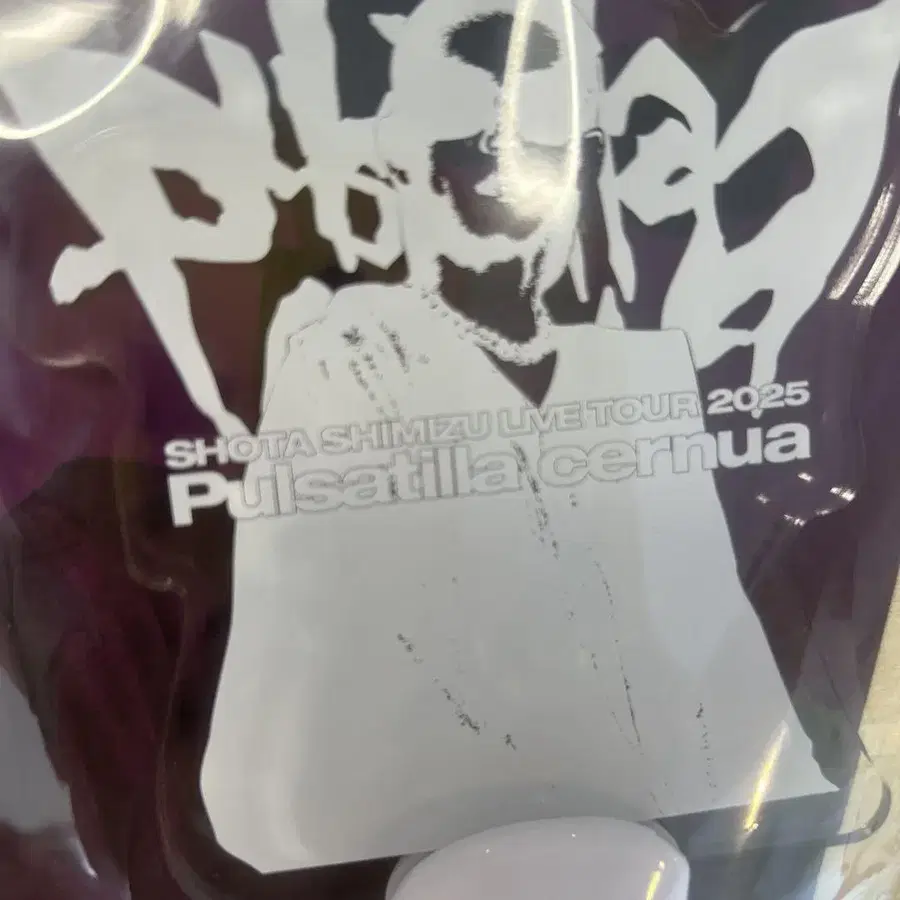 SHOTA SHIMIZU LIVE TOUR 2025
Pulsatilla cernua